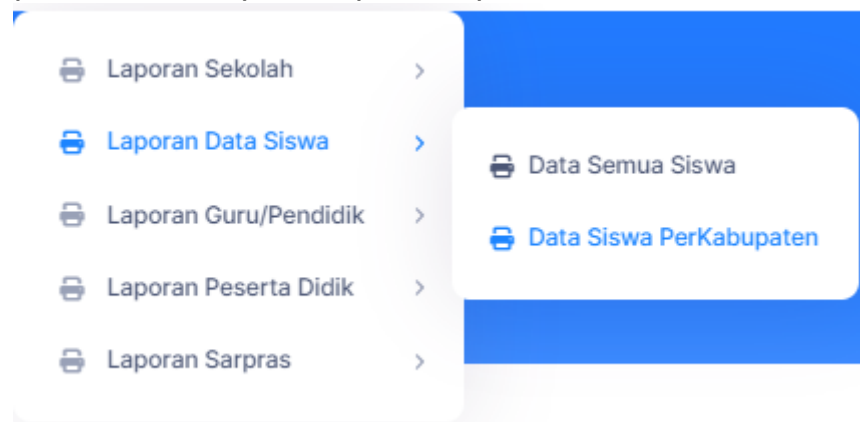 Laporan Sekolah
Laporan Data Siswa
Laporan Guru/Pendidik
Laporan Peserta Didik
Laporan Sarpras
Data Semua Siswa
Data Siswa PerKabupaten